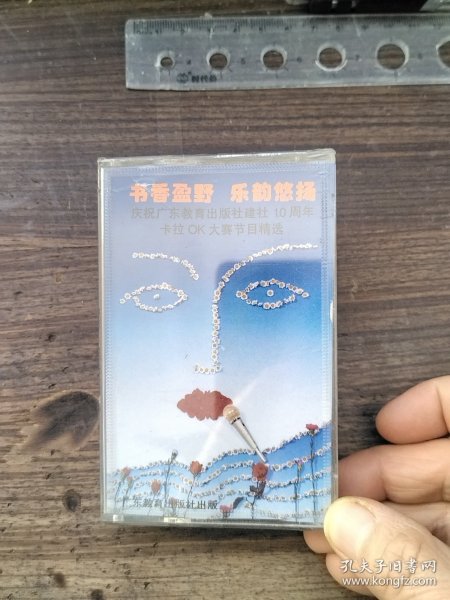 书香盈野 乐韵悠扬
庆祝广东教育出版社建社10周年
卡拉OK大赛节目精选
东教育出版社出版
孔夫子旧书网
www.kongfz.com